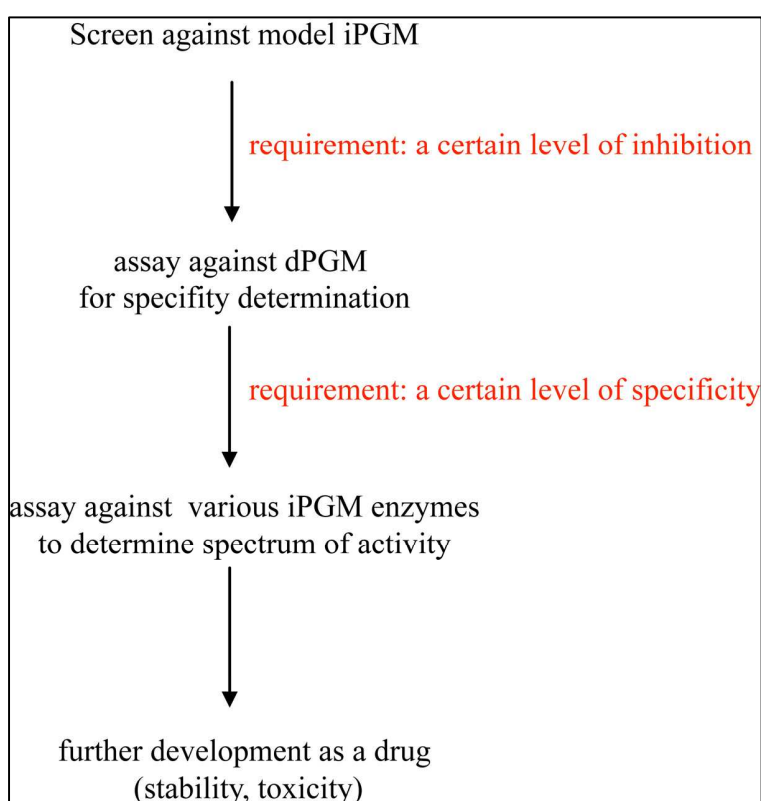 Screen against model iPGM
requirement: a certain level of inhibition
assay against dPGM
for specifity determination
requirement: a certain level of specificity
assay against various iPGM enzymes
to determine spectrum of activity
further development as a drug
(stability, toxicity)